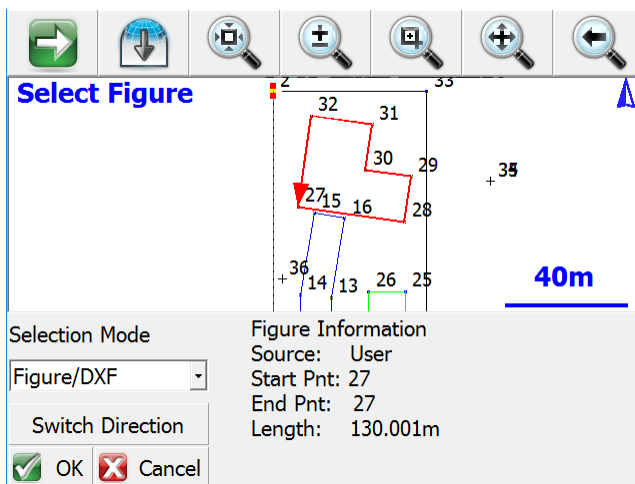 Select Figure
2
33
32
31
30
29
27
15
16
28
36
14
13
26
25
40m
Selection Mode
Figure/DXF
Switch Direction
OK
Cancel
Figure Information
Source: User
Start Pnt: 27
End Pnt: 27
Length: 130.001m